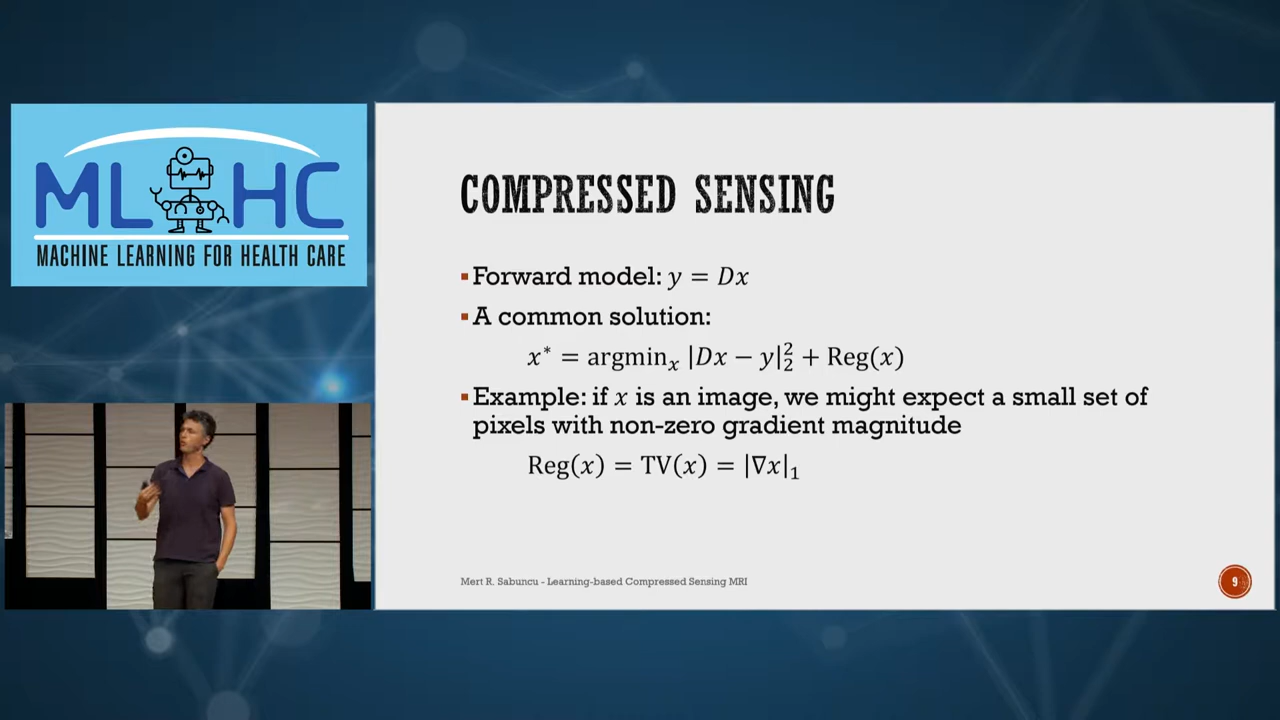 ML HC
MACHINE LEARNING FOR HEALTH CARE
COMPRESSED SENSING
▪Forward model: y = Dx
▪A common solution:
x* = argminₓ |Dx − y|₂² + Reg(x)
▪Example: if x is an image, we might expect a small set of
pixels with non-zero gradient magnitude
Reg(x) = TV(x) = |∇x|₁
Mert R. Sabuncu - Learning-based Compressed Sensing MRI
9